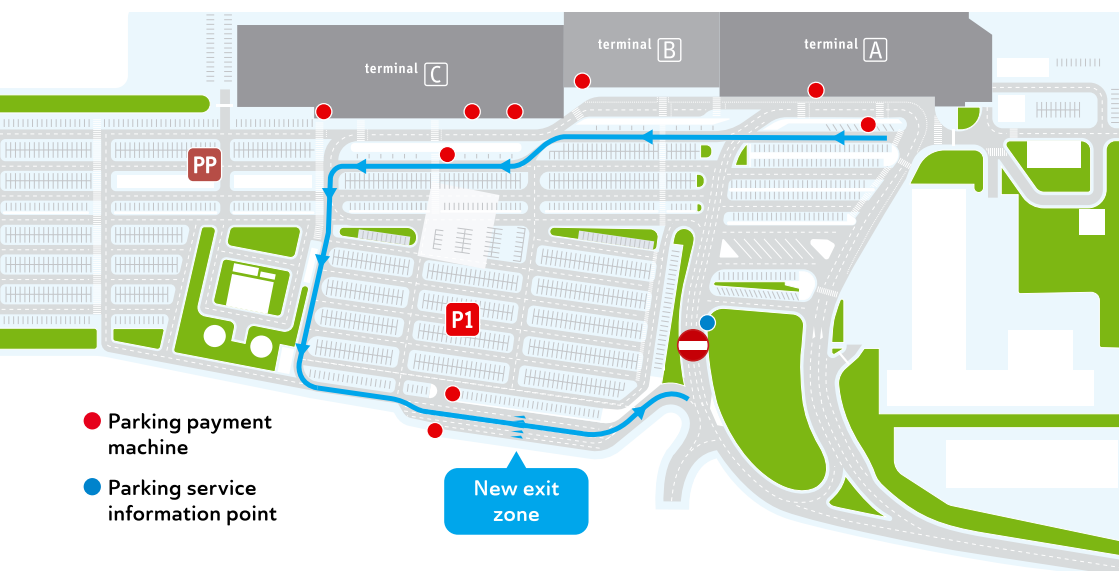 terminal C
terminal B
terminal A
PP
P1
Parking payment
machine
Parking service
information point
New exit
zone